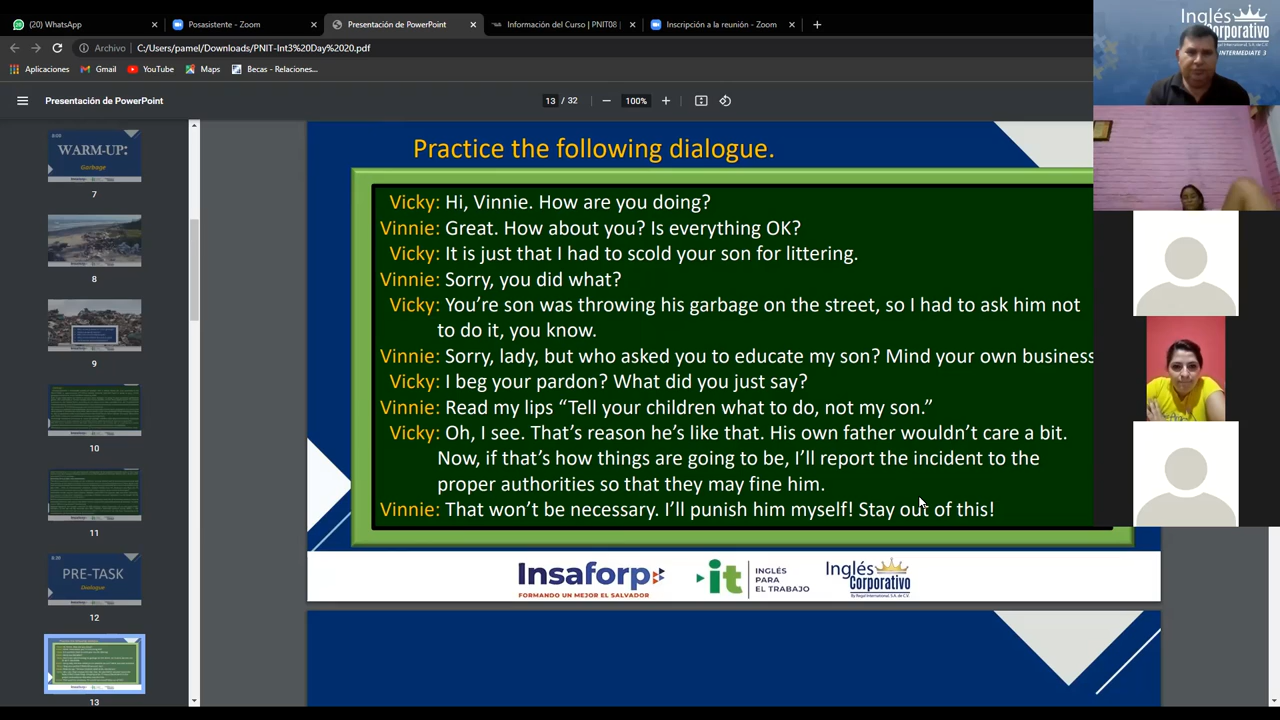 (20) WhatsApp
Posasistente - Zoom
Presentación de PowerPoint
Información del Curso | PNIT08
Inscripción a la reunión - Zoom
Archivo
C:/Users/pamel/Downloads/PNIT-Int3%20Day%2020.pdf
Aplicaciones
Gmail
YouTube
Maps
Becas - Relaciones...
Presentación de PowerPoint
13 / 32
100%
Inglés
Corporativo
INTERMEDIATE 3
WARM-UP:
Garbage
7
8
9
10
11
PRE-TASK
Dialogue
12
13
Practice the following dialogue.
Vicky: Hi, Vinnie. How are you doing?
Vinnie: Great. How about you? Is everything OK?
Vicky: It is just that I had to scold your son for littering.
Vinnie: Sorry, you did what?
Vicky: You’re son was throwing his garbage on the street, so I had to ask him not
to do it, you know.
Vinnie: Sorry, lady, but who asked you to educate my son? Mind your own business
Vicky: I beg your pardon? What did you just say?
Vinnie: Read my lips “Tell your children what to do, not my son.”
Vicky: Oh, I see. That’s reason he’s like that. His own father wouldn’t care a bit.
Now, if that’s how things are going to be, I’ll report the incident to the
proper authorities so that they may fine him.
Vinnie: That won’t be necessary. I’ll punish him myself! Stay out of this!
Insaforp
FORMANDO UN MEJOR EL SALVADOR
it
INGLÉS
PARA
EL TRABAJO
Inglés
Corporativo
By Regal International, S.A. de C.V.